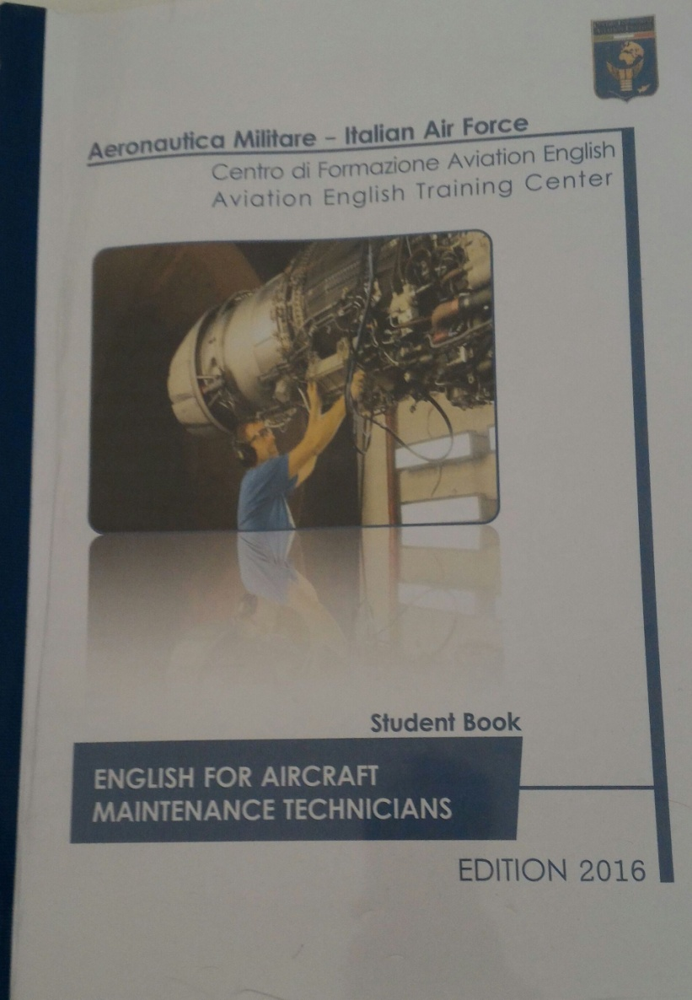 Aeronautica Militare – Italian Air Force
Centro di Formazione Aviation English
Aviation English Training Center
Student Book
ENGLISH FOR AIRCRAFT
MAINTENANCE TECHNICIANS
EDITION 2016